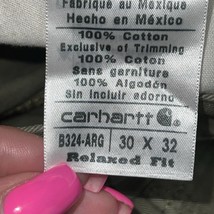 Fabriqué au Mexique
Hecho en México
100% Cotton
Exclusive of Trimming
100% Cotton
Sans garniture
100% Algodón
Sin incluir adorno
carhartt
B324-ARG 30 X 32
Relaxed Fit